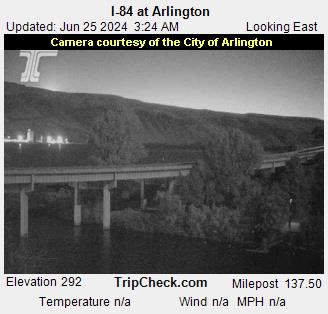 I-84 at Arlington
Updated: Jun 25 2024 3:24 AM Looking East
Camera courtesy of the City of Arlington
Elevation 292 TripCheck.com Milepost 137.50
Temperature n/a Wind n/a MPH n/a